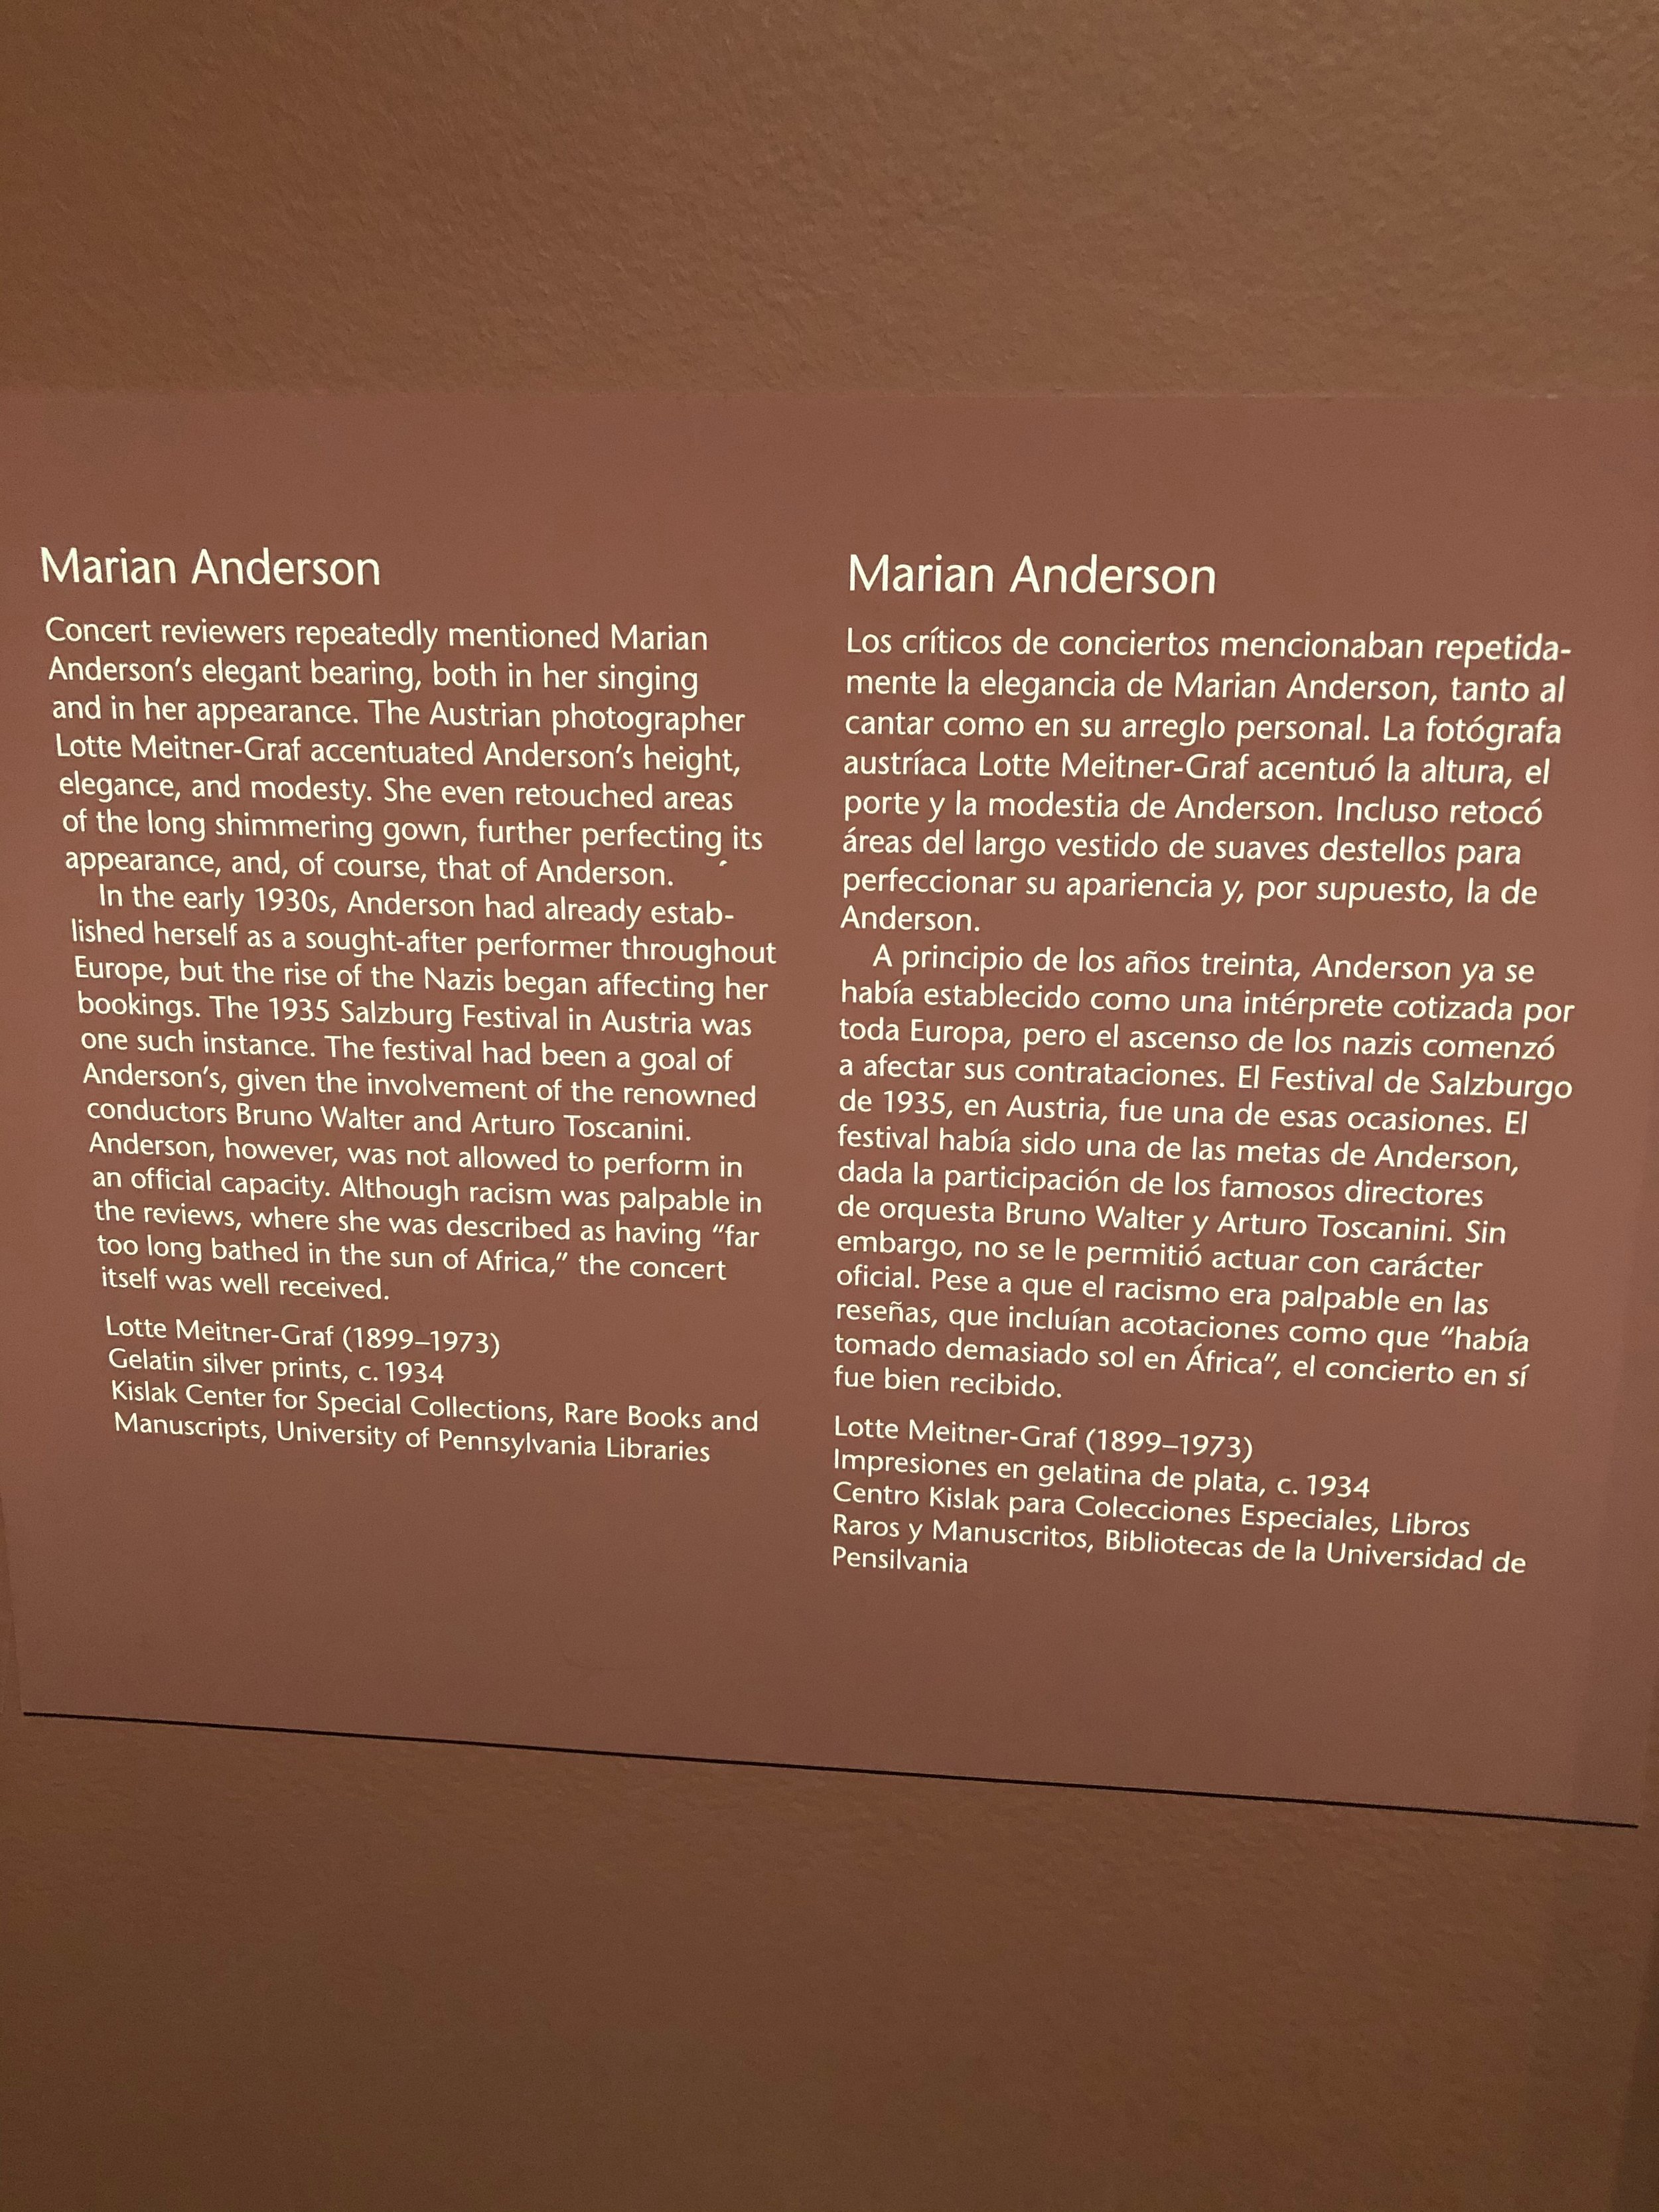 Marian Anderson
Concert reviewers repeatedly mentioned Marian
Anderson's elegant bearing, both in her singing
and in her appearance. The Austrian photographer
Lotte Meitner-Graf accentuated Anderson's height,
elegance, and modesty. She even retouched areas
of the long shimmering gown, further perfecting its
appearance, and, of course, that of Anderson.
In the early 1930s, Anderson had already estab-
lished herself as a sought-after performer throughout
Europe, but the rise of the Nazis began affecting her
bookings. The 1935 Salzburg Festival in Austria was
one such instance. The festival had been a goal of
Anderson's, given the involvement of the renowned
conductors Bruno Walter and Arturo Toscanini.
Anderson, however, was not allowed to perform in
an official capacity. Although racism was palpable in
the reviews, where she was described as having “far
too long bathed in the sun of Africa,” the concert
itself was well received.
Lotte Meitner-Graf (1899–1973)
Gelatin silver prints, c. 1934
Kislak Center for Special Collections, Rare Books and
Manuscripts, University of Pennsylvania Libraries
Marian Anderson
Los críticos de conciertos mencionaban repetida-
mente la elegancia de Marian Anderson, tanto al
cantar como en su arreglo personal. La fotógrafa
austríaca Lotte Meitner-Graf acentuó la altura, el
porte y la modestia de Anderson. Incluso retocó
áreas del largo vestido de suaves destellos para
perfeccionar su apariencia y, por supuesto, la de
Anderson.
A principio de los años treinta, Anderson ya se
había establecido como una intérprete cotizada por
toda Europa, pero el ascenso de los nazis comenzó
a afectar sus contrataciones. El Festival de Salzburgo
de 1935, en Austria, fue una de esas ocasiones. El
festival había sido una de las metas de Anderson,
dada la participación de los famosos directores
de orquesta Bruno Walter y Arturo Toscanini. Sin
embargo, no se le permitió actuar con carácter
oficial. Pese a que el racismo era palpable en las
reseñas, que incluían acotaciones como que “había
tomado demasiado sol en África”, el concierto en sí
fue bien recibido.
Lotte Meitner-Graf (1899–1973)
Impresiones en gelatina de plata, c. 1934
Centro Kislak para Colecciones Especiales, Libros
Raros y Manuscritos, Bibliotecas de la Universidad de
Pensilvania